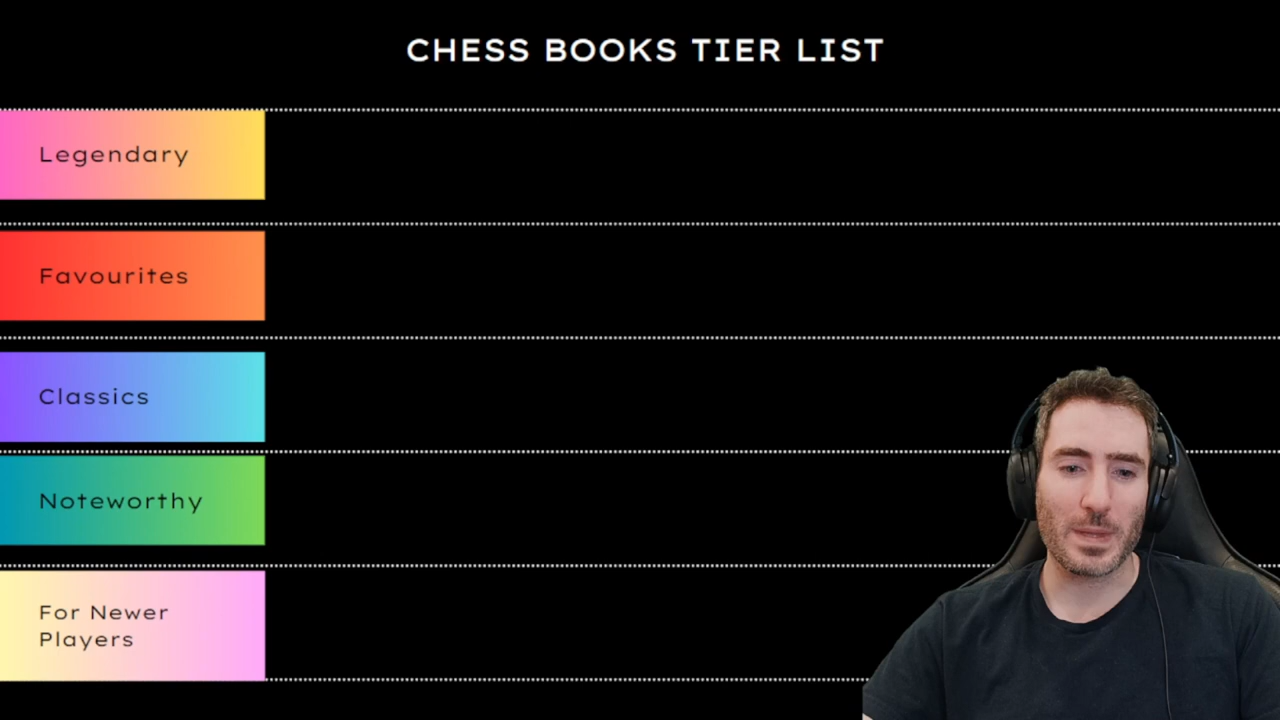 CHESS BOOKS TIER LIST
Legendary
Favourites
Classics
Noteworthy
For Newer
Players